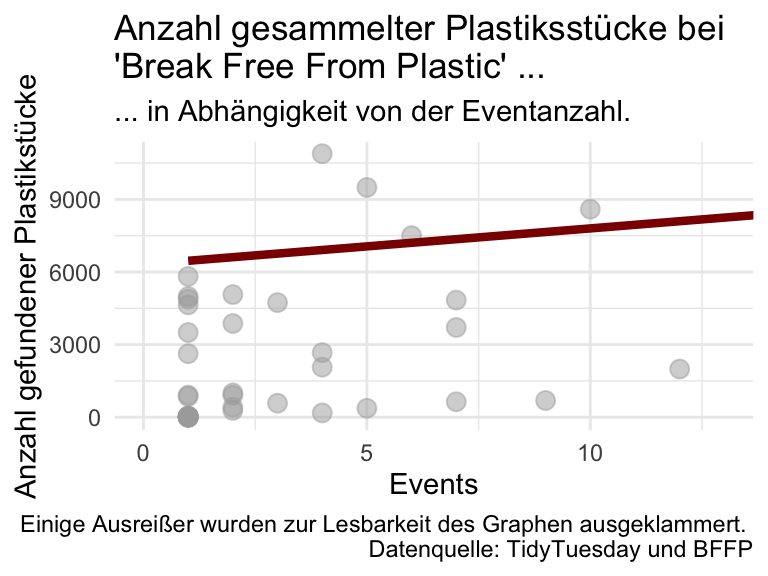 Anzahl gesammelter Plastiksstücke bei
'Break Free From Plastic' ...
... in Abhängigkeit von der Eventanzahl.
Anzahl gefundener Plastikstücke
9000
6000
3000
0
0 5 10
Events
Einige Ausreißer wurden zur Lesbarkeit des Graphen ausgeklammert.
Datenquelle: TidyTuesday und BFFP